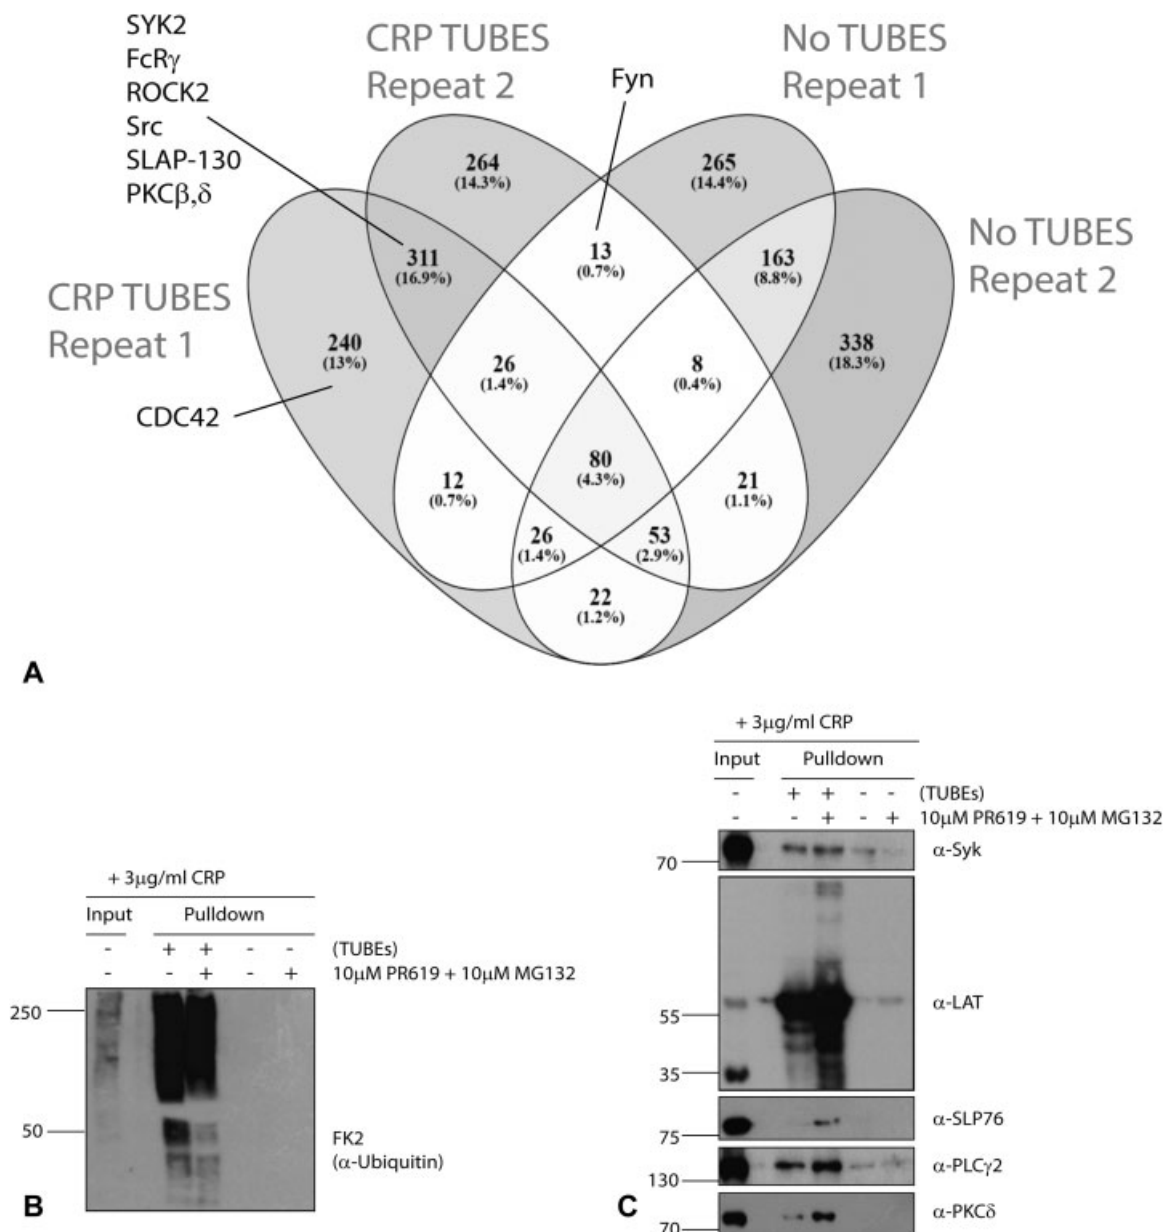 SYK2
FcRγ
ROCK2
Src
SLAP-130
PKCβ,δ
CRP TUBES
Repeat 2
Fyn
No TUBES
Repeat 1
No TUBES
Repeat 2
CRP TUBES
Repeat 1
CDC42
264
(14.3%)
265
(14.4%)
311
(16.9%)
13
(0.7%)
163
(8.8%)
240
(13%)
26
(1.4%)
8
(0.4%)
338
(18.3%)
80
(4.3%)
12
(0.7%)
21
(1.1%)
26
(1.4%)
53
(2.9%)
22
(1.2%)
A
+ 3μg/ml CRP
Input Pulldown
- + + - - (TUBEs)
- - + - + 10μM PR619 + 10μM MG132
250
50
FK2
(α-Ubiquitin)
B
+ 3μg/ml CRP
Input Pulldown
- + + - - (TUBEs)
- - + - + 10μM PR619 + 10μM MG132
70
α-Syk
55
α-LAT
35
α-SLP76
75
α-PLCγ2
130
α-PKCδ
70
C